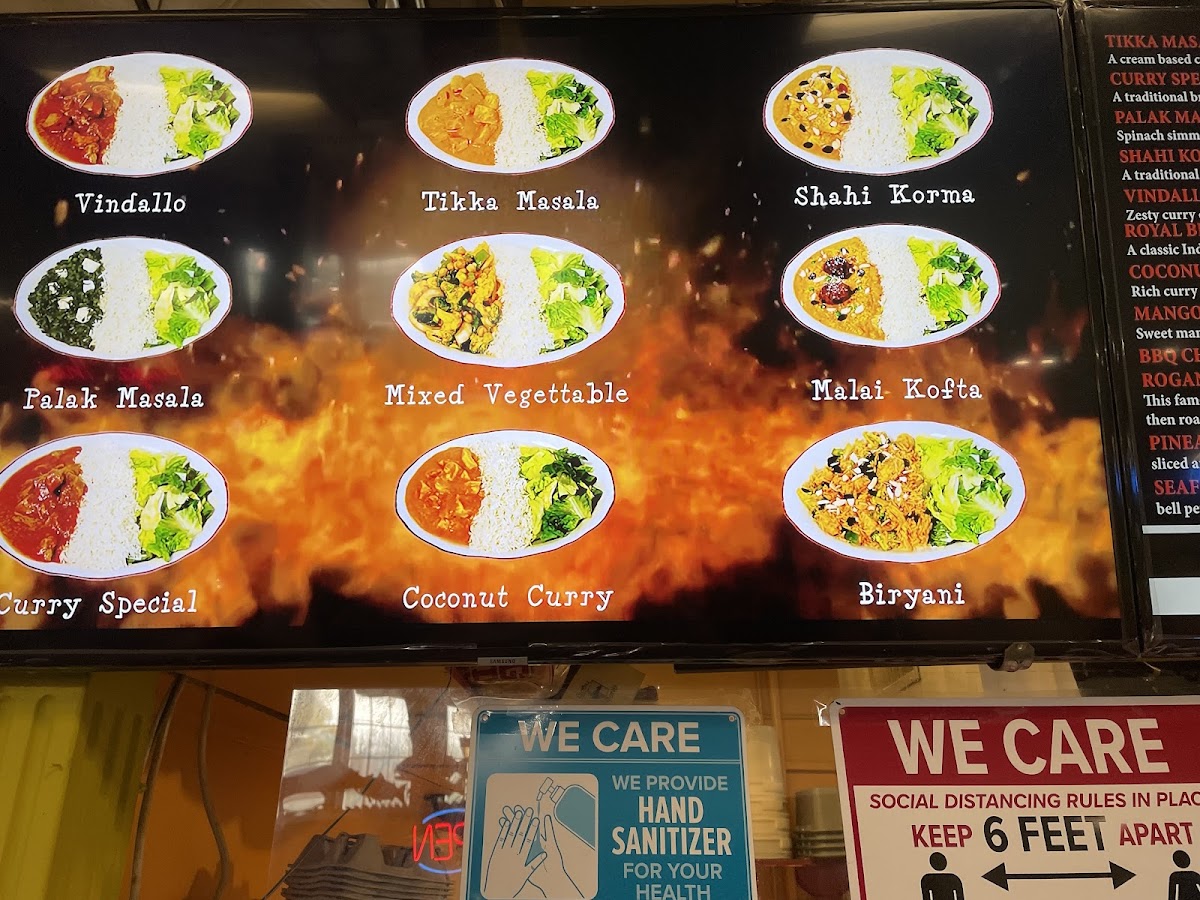 Vindallo
Tikka Masala
Shahi Korma
Palak Masala
Mixed Vegettable
Malai Kofta
Curry Special
Coconut Curry
Biryani
TIKKA MAS
A cream based c
CURRY SPE
A traditional b
PALAK MA
Spinach simm
SHAHI KO
A traditional
VINDALL
Zesty curry
ROYAL B
A classic Ind
COCONU
Rich curry
MANGO
Sweet man
BBQ CH
ROGAN
This fam
then roa
PINEA
sliced a
SEAF
bell pe
SAMSUNG
WE CARE
WE PROVIDE
HAND
SANITIZER
FOR YOUR
HEALTH
WE CARE
SOCIAL DISTANCING RULES IN PLAC
KEEP 6 FEET APART